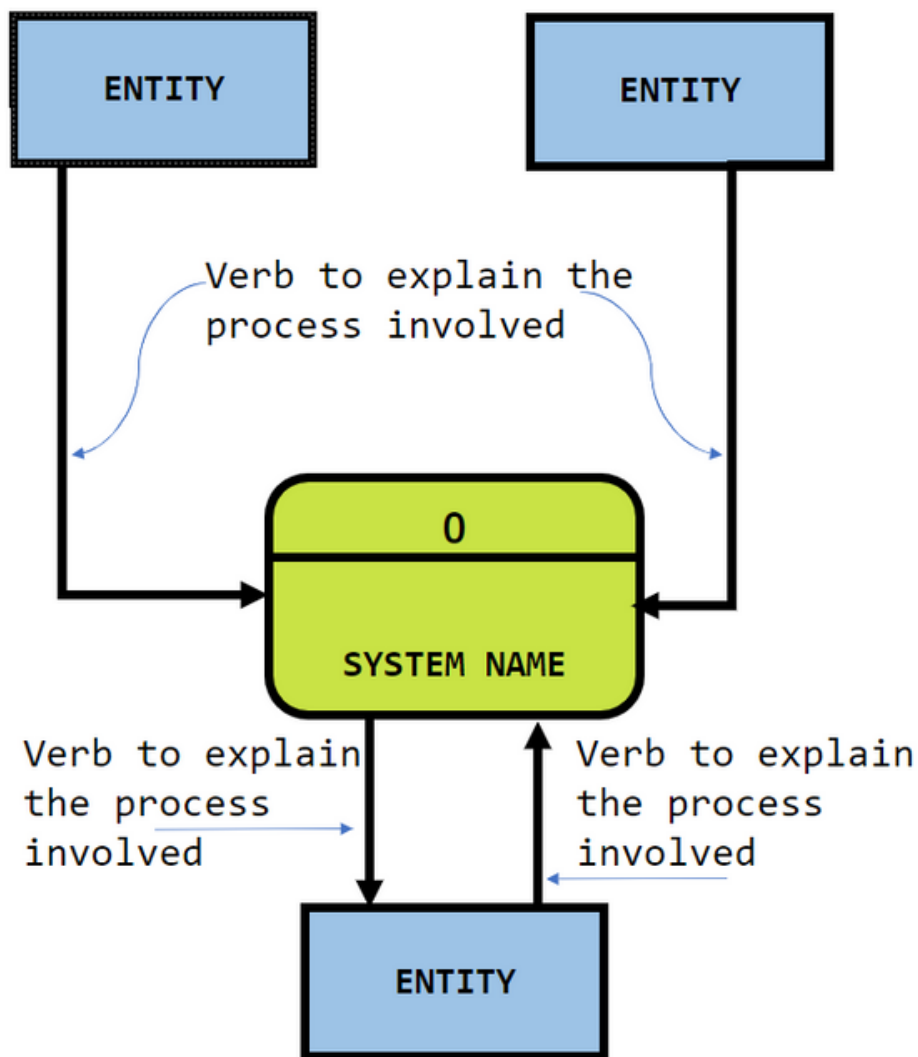 ENTITY
ENTITY
Verb to explain the
process involved
0
SYSTEM NAME
Verb to explain
the process
involved
Verb to explain
the process
involved
ENTITY